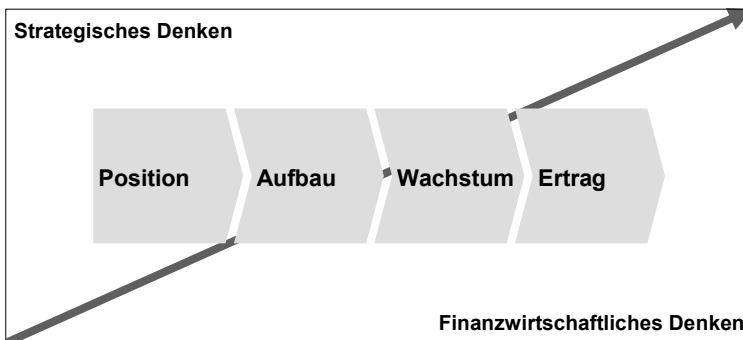 Strategisches Denken
Position
Aufbau
Wachstum
Ertrag
Finanzwirtschaftliches Denken